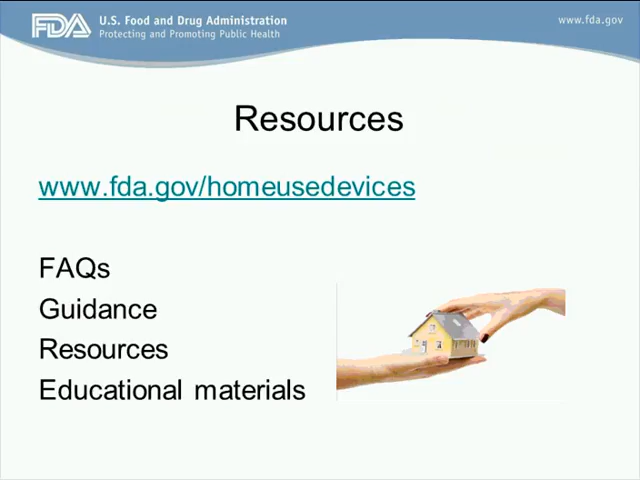 FDA U.S. Food and Drug Administration
Protecting and Promoting Public Health
www.fda.gov
Resources
www.fda.gov/homeusedevices
FAQs
Guidance
Resources
Educational materials